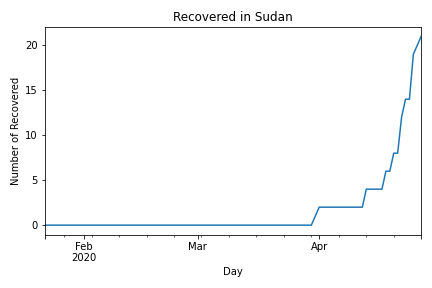 Recovered in Sudan
Number of Recovered
20
15
10
5
0
Feb
2020
Mar
Apr
Day